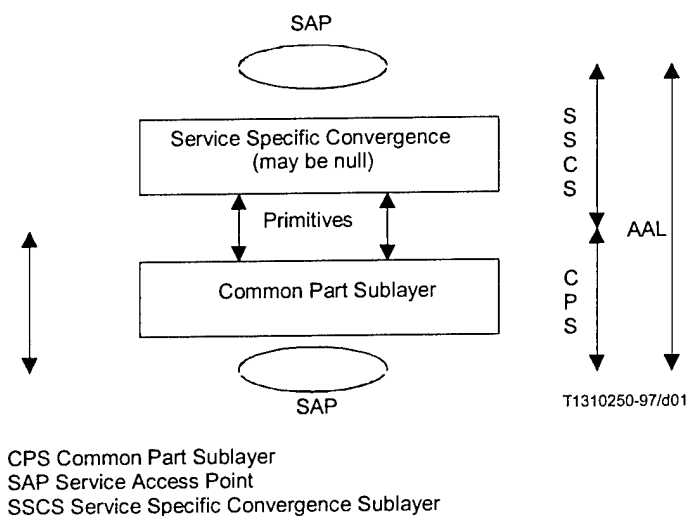 SAP
Service Specific Convergence
(may be null)
S
S
C
S
Primitives
AAL
Common Part Sublayer
C
P
S
SAP
T1310250-97/d01
CPS Common Part Sublayer
SAP Service Access Point
SSCS Service Specific Convergence Sublayer